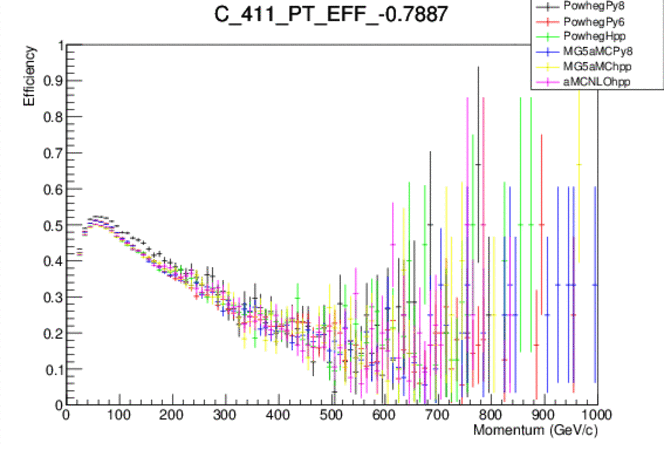 C_411_PT_EFF_-0.7887
PowhegPy8
PowhegPy6
PowhegHpp
MG5aMCPy8
MG5aMChpp
aMCNLOhpp
Efficiency
1
0.9
0.8
0.7
0.6
0.5
0.4
0.3
0.2
0.1
0
0 100 200 300 400 500 600 700 800 900 1000
Momentum (GeV/c)